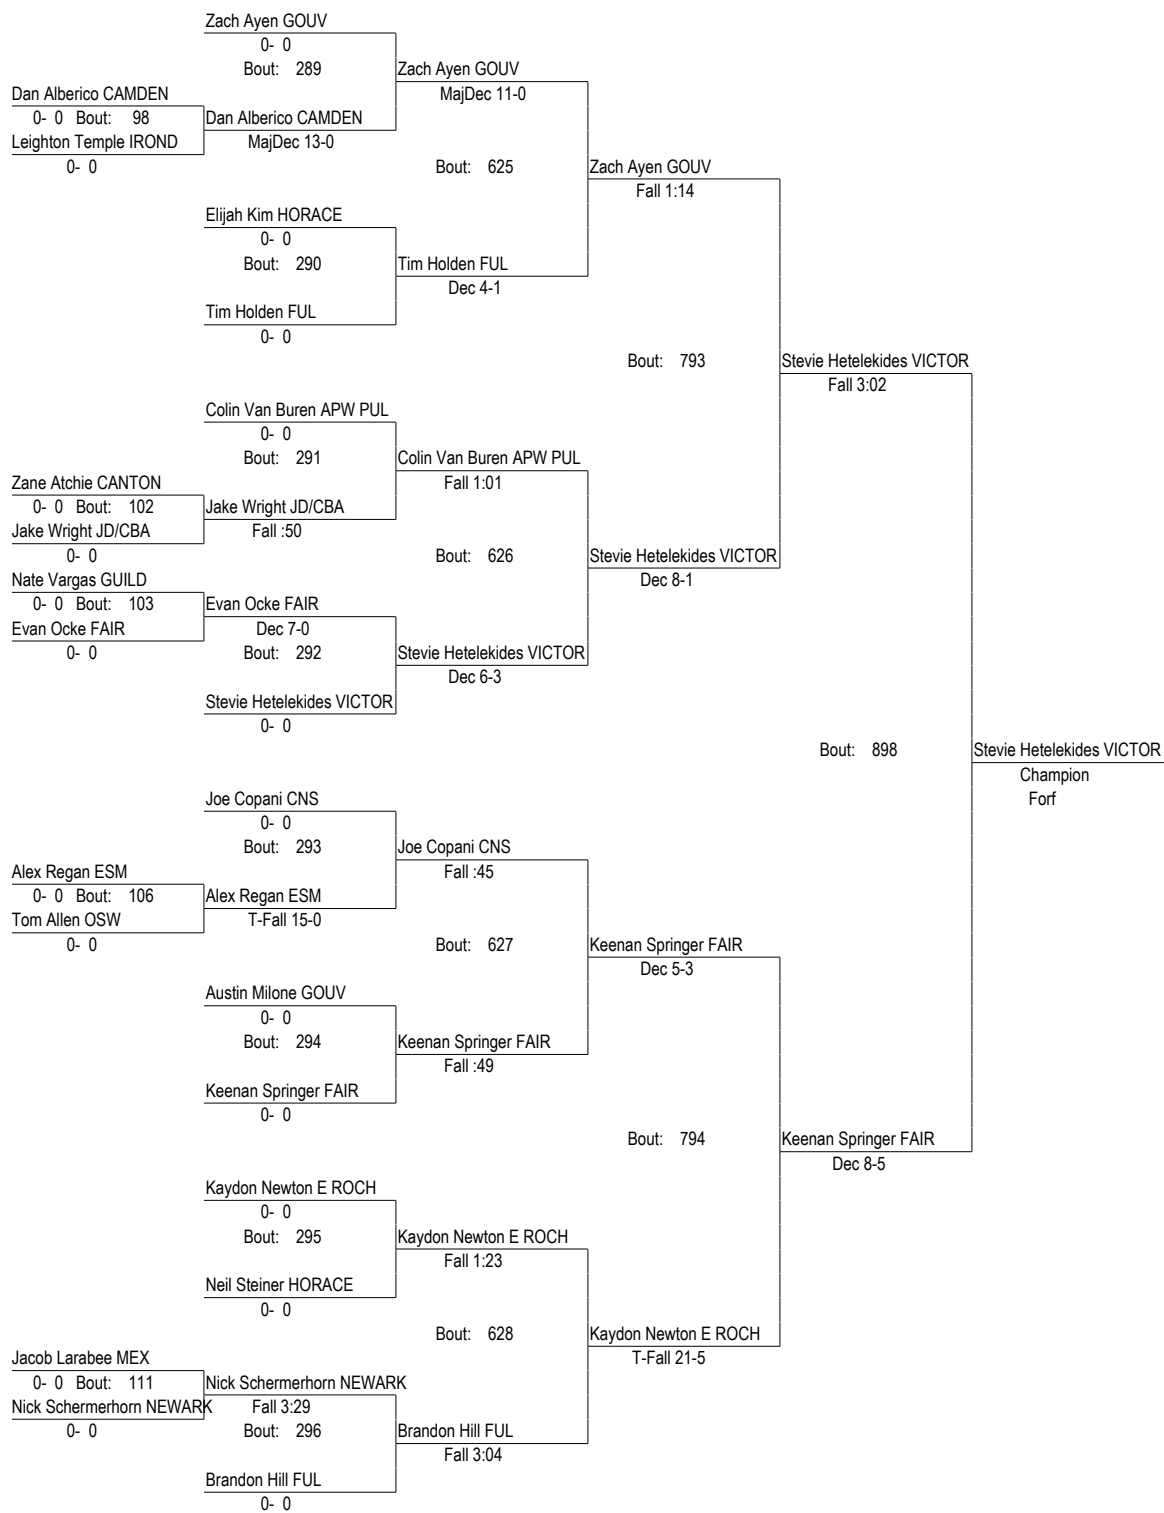 Zach Ayen GOUV
0- 0
Bout: 289
Zach Ayen GOUV
MajDec 11-0
Dan Alberico CAMDEN
0- 0 Bout: 98
Dan Alberico CAMDEN
MajDec 13-0
Leighton Temple IROND
0- 0
Bout: 625
Zach Ayen GOUV
Fall 1:14
Elijah Kim HORACE
0- 0
Bout: 290
Tim Holden FUL
Dec 4-1
Tim Holden FUL
0- 0
Bout: 793
Stevie Hetelekides VICTOR
Fall 3:02
Colin Van Buren APW PUL
0- 0
Bout: 291
Colin Van Buren APW PUL
Fall 1:01
Zane Atchie CANTON
0- 0 Bout: 102
Jake Wright JD/CBA
Fall :50
Jake Wright JD/CBA
0- 0
Bout: 626
Stevie Hetelekides VICTOR
Dec 8-1
Nate Vargas GUILD
0- 0 Bout: 103
Evan Ocke FAIR
Dec 7-0
Evan Ocke FAIR
0- 0
Bout: 292
Stevie Hetelekides VICTOR
Dec 6-3
Stevie Hetelekides VICTOR
0- 0
Bout: 898
Stevie Hetelekides VICTOR
Champion
Forf
Joe Copani CNS
0- 0
Bout: 293
Joe Copani CNS
Fall :45
Alex Regan ESM
0- 0 Bout: 106
Alex Regan ESM
T-Fall 15-0
Tom Allen OSW
0- 0
Bout: 627
Keenan Springer FAIR
Dec 5-3
Austin Milone GOUV
0- 0
Bout: 294
Keenan Springer FAIR
Fall :49
Keenan Springer FAIR
0- 0
Bout: 794
Keenan Springer FAIR
Dec 8-5
Kaydon Newton E ROCH
0- 0
Bout: 295
Kaydon Newton E ROCH
Fall 1:23
Neil Steiner HORACE
0- 0
Bout: 628
Kaydon Newton E ROCH
T-Fall 21-5
Jacob Larabee MEX
0- 0 Bout: 111
Nick Schermerhorn NEWARK
Fall 3:29
Nick Schermerhorn NEWARK
0- 0
Bout: 296
Brandon Hill FUL
Fall 3:04
Brandon Hill FUL
0- 0